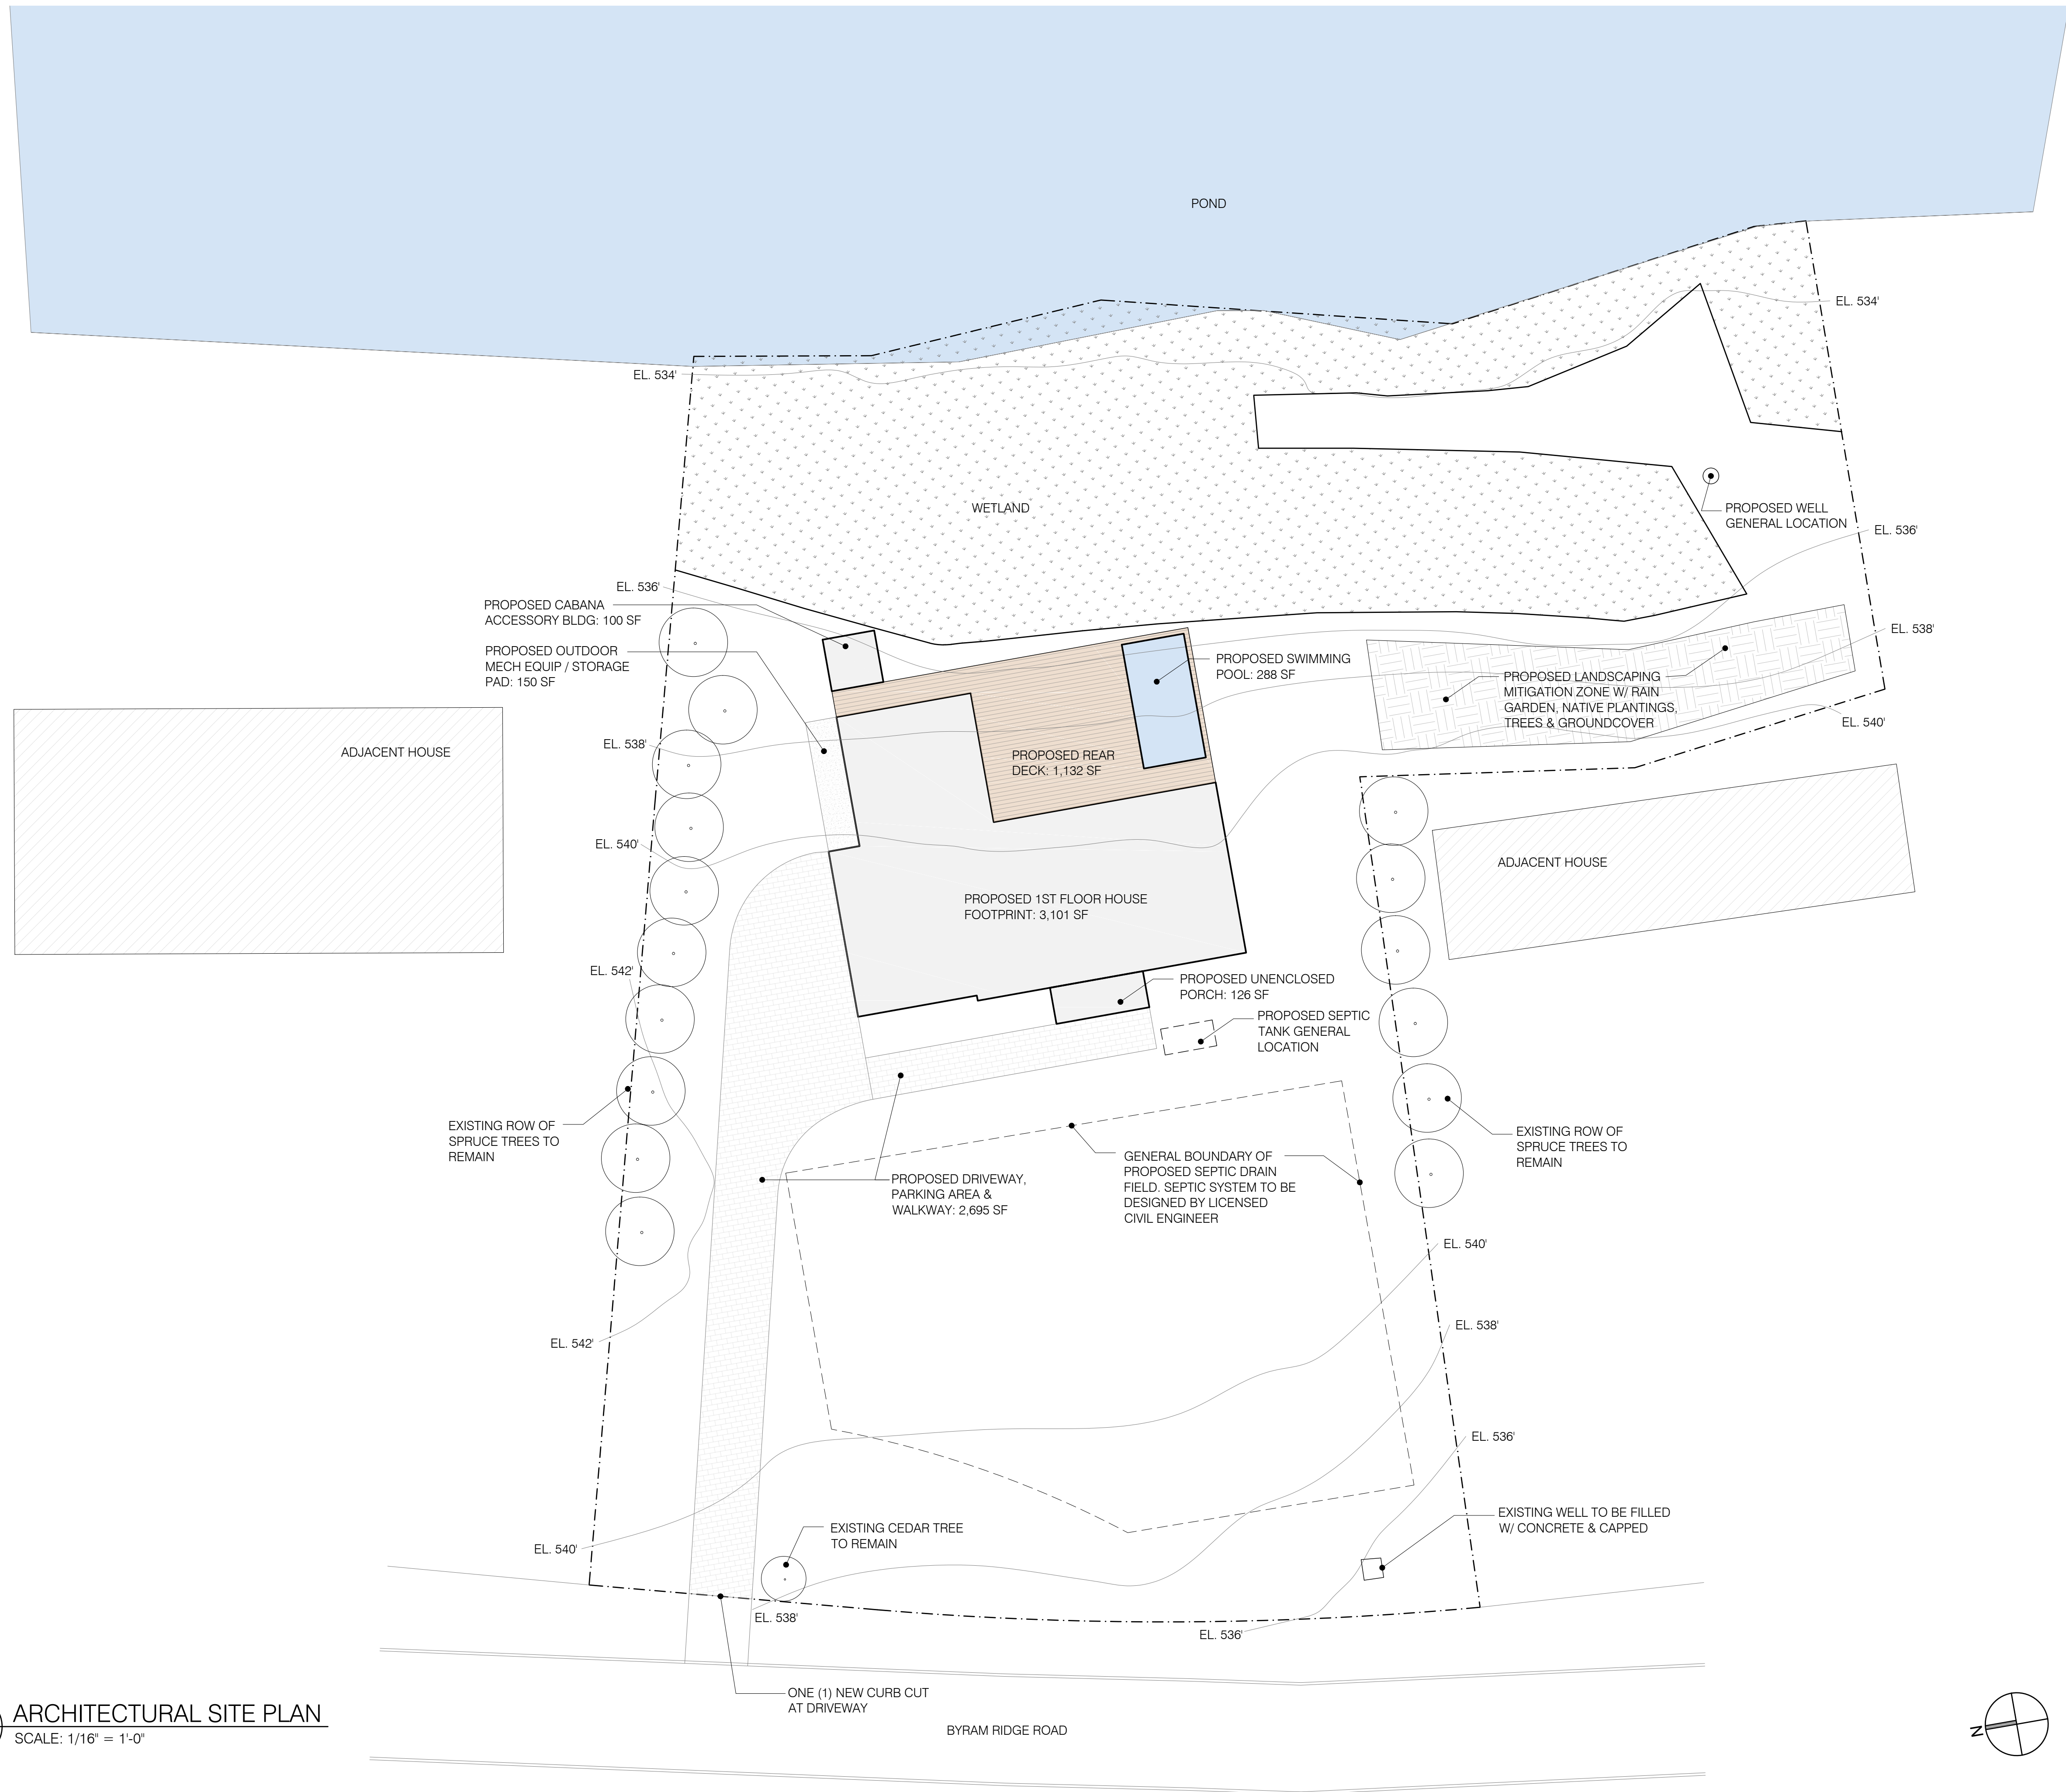 POND
EL. 534'
EL. 534'
WETLAND
PROPOSED WELL
GENERAL LOCATION
EL. 536'
EL. 536'
PROPOSED CABANA
ACCESSORY BLDG: 100 SF
EL. 538'
PROPOSED OUTDOOR
MECH EQUIP / STORAGE
PAD: 150 SF
PROPOSED SWIMMING
POOL: 288 SF
PROPOSED LANDSCAPING
MITIGATION ZONE W/ RAIN
GARDEN, NATIVE PLANTINGS,
TREES & GROUNDCOVER
EL. 540'
EL. 538'
ADJACENT HOUSE
PROPOSED REAR
DECK: 1,132 SF
EL. 540'
ADJACENT HOUSE
PROPOSED 1ST FLOOR HOUSE
FOOTPRINT: 3,101 SF
EL. 542'
PROPOSED UNENCLOSED
PORCH: 126 SF
PROPOSED SEPTIC
TANK GENERAL
LOCATION
EXISTING ROW OF
SPRUCE TREES TO
REMAIN
EXISTING ROW OF
SPRUCE TREES TO
REMAIN
GENERAL BOUNDARY OF
PROPOSED SEPTIC DRAIN
FIELD. SEPTIC SYSTEM TO BE
DESIGNED BY LICENSED
CIVIL ENGINEER
PROPOSED DRIVEWAY,
PARKING AREA &
WALKWAY: 2,695 SF
EL. 540'
EL. 538'
EL. 542'
EL. 536'
EXISTING WELL TO BE FILLED
W/ CONCRETE & CAPPED
EXISTING CEDAR TREE
TO REMAIN
EL. 540'
EL. 538'
EL. 536'
ONE (1) NEW CURB CUT
AT DRIVEWAY
BYRAM RIDGE ROAD
ARCHITECTURAL SITE PLAN
SCALE: 1/16" = 1'-0"
N